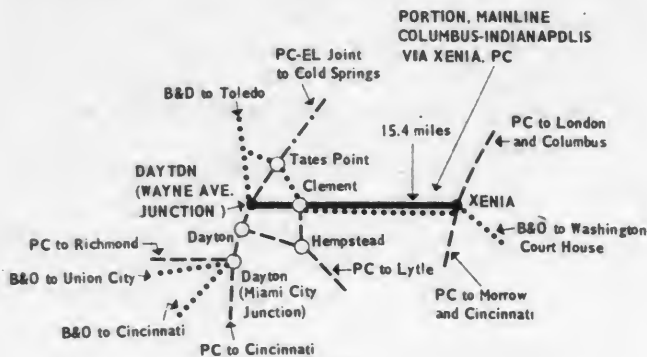 PORTION, MAINLINE
COLUMBUS-INDIANAPDLIS
VIA XENIA, PC
PC-EL Joint
to Cold Springs
B&D to Toledo
15.4 miles
PC to London
and Columbus
Tates Point
DAYTDN
(WAYNE AVE.
JUNCTION )
Clement
XENIA
Dayton
Hempstead
B&O to Washington
Court House
PC to Richmond
PC to Lytle
B&O to Union City
Dayton
(Miami City
Junction)
PC to Morrow
and Cincinnati
B&O to Cincinnati
PC to Cincinnati